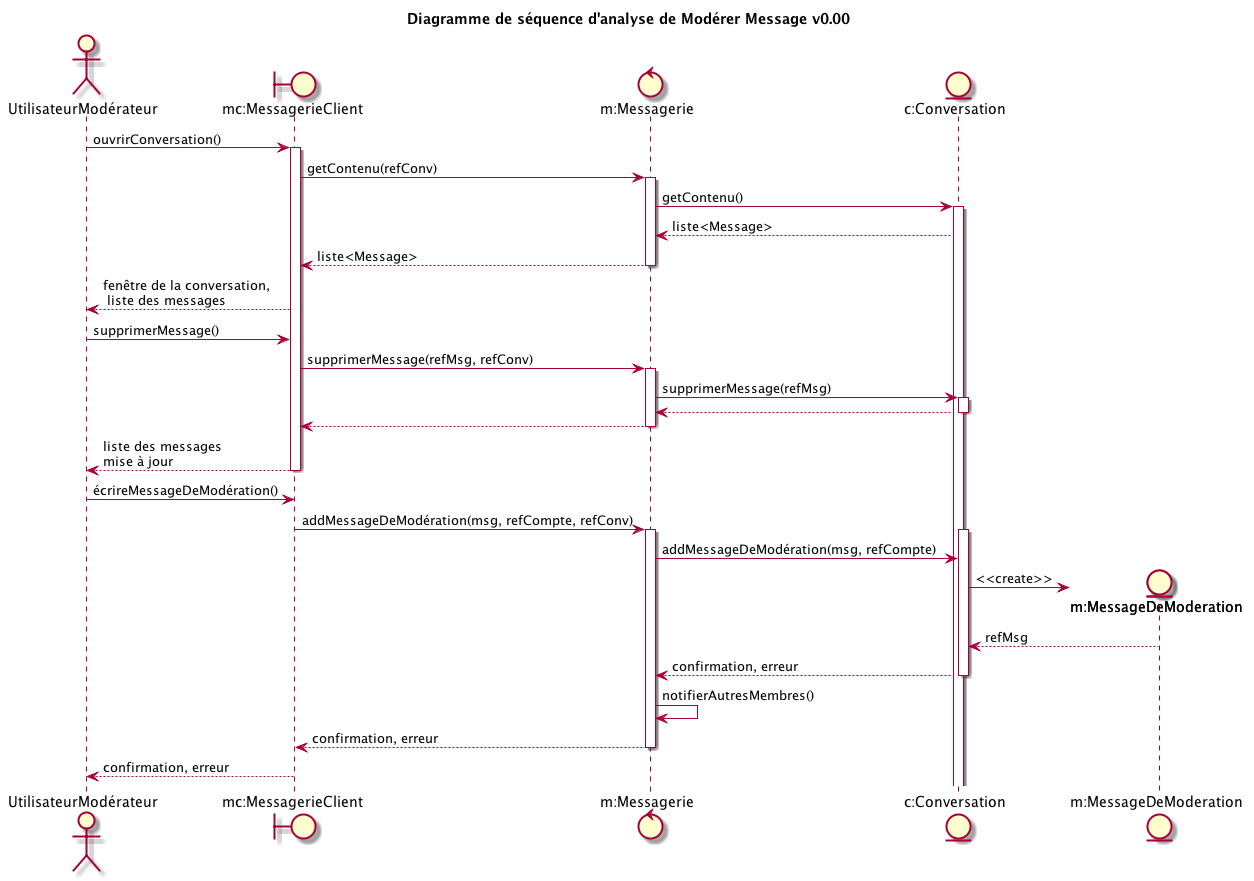 Diagramme de séquence d'analyse de Modérer Message v0.00
UtilisateurModérateur
mc:MessagerieClient
m:Messagerie
c:Conversation
ouvrirConversation()
getContenu(refConv)
getContenu()
liste<Message>
liste<Message>
fenêtre de la conversation,
liste des messages
supprimerMessage()
supprimerMessage(refMsg, refConv)
supprimerMessage(refMsg)
liste des messages
mise à jour
écrireMessageDeModération()
addMessageDeModération(msg, refCompte, refConv)
addMessageDeModération(msg, refCompte)
<<create>>
m:MessageDeModeration
refMsg
confirmation, erreur
notifierAutresMembres()
confirmation, erreur
confirmation, erreur
UtilisateurModérateur
mc:MessagerieClient
m:Messagerie
c:Conversation
m:MessageDeModeration